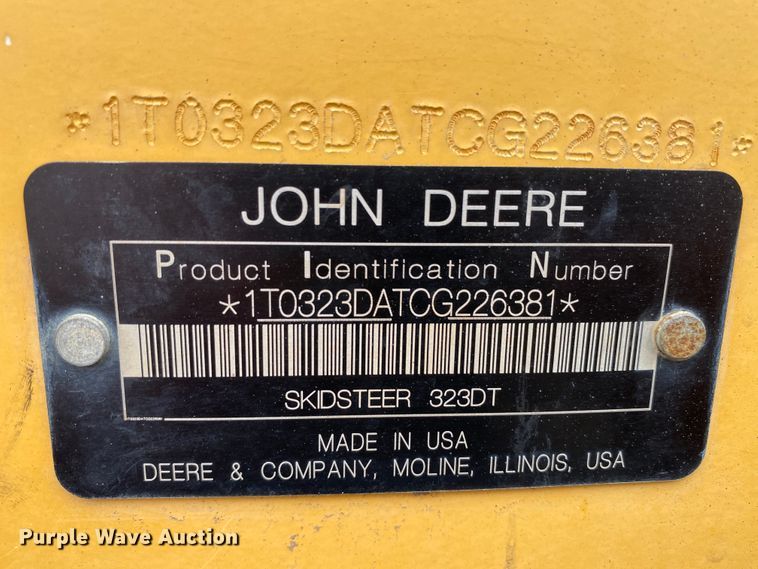 *1T0323DATCG226381*
JOHN DEERE
Product Identification Number
*1T0323DATCG226381*
SKIDSTEER 323DT
MADE IN USA
DEERE & COMPANY, MOLINE, ILLINOIS, USA
Purple Wave Auction